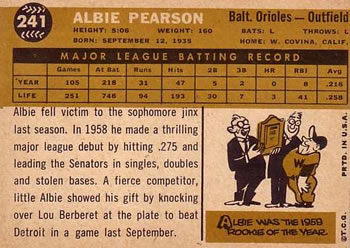 241
ALBIE PEARSON
Balt. Orioles — Outfield
HEIGHT: 5:06 WEIGHT: 160 BATS: L THROWS: L
BORN: SEPTEMBER 12, 1935 HOME: W. COVINA, CALIF.
MAJOR LEAGUE BATTING RECORD
Games At Bat Runs Hits 2B 3B HR RBI Avg.
YEAR 105 218 31 47 5 2 0 8 .216
LIFE 251 748 94 193 30 7 3 41 .258
Albie fell victim to the sophomore jinx
last season. In 1958 he made a thrilling
major league debut by hitting .275 and
leading the Senators in singles, doubles
and stolen bases. A fierce competitor,
little Albie showed his gift by knocking
over Lou Berberet at the plate to beat
Detroit in a game last September.
W
ALBIE WAS THE 1958
ROOKIE OF THE YEAR
PRTD. IN U.S.A.
©T.C.G.